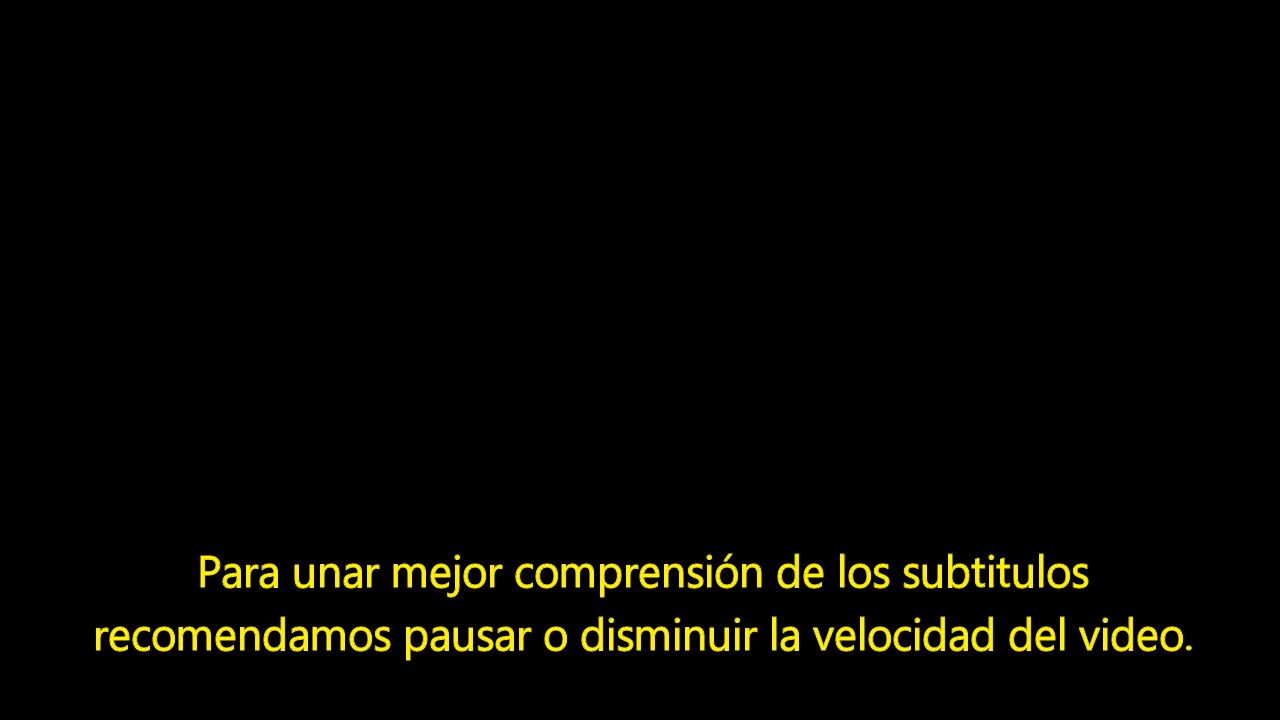 Para unar mejor comprensión de los subtitulos
recomendamos pausar o disminuir la velocidad del video.